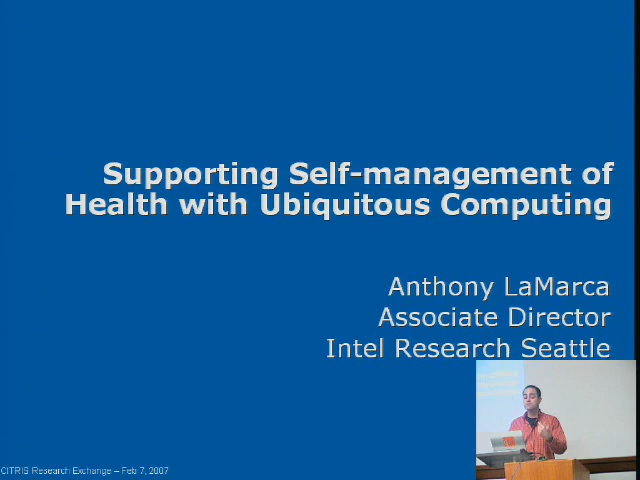 Supporting Self-management of
Health with Ubiquitous Computing
Anthony LaMarca
Associate Director
Intel Research Seattle
CITRIS Research Exchange – Feb 7, 2007